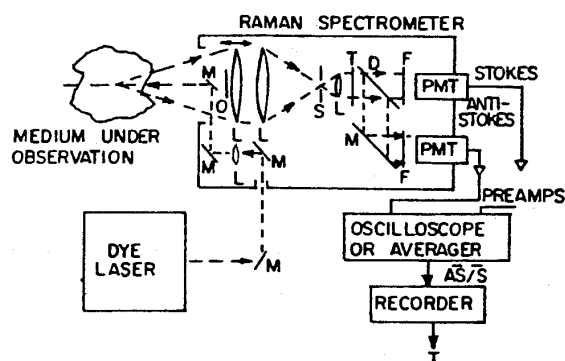 RAMAN SPECTROMETER
M
O
L
L
S
L
T
D
F
PMT
STOKES
ANTI-
STOKES
MEDIUM UNDER
OBSERVATION
M
L
M
M
F
PMT
PREAMPS
DYE
LASER
M
OSCILLOSCOPE
OR AVERAGER
AS/S
RECORDER
T